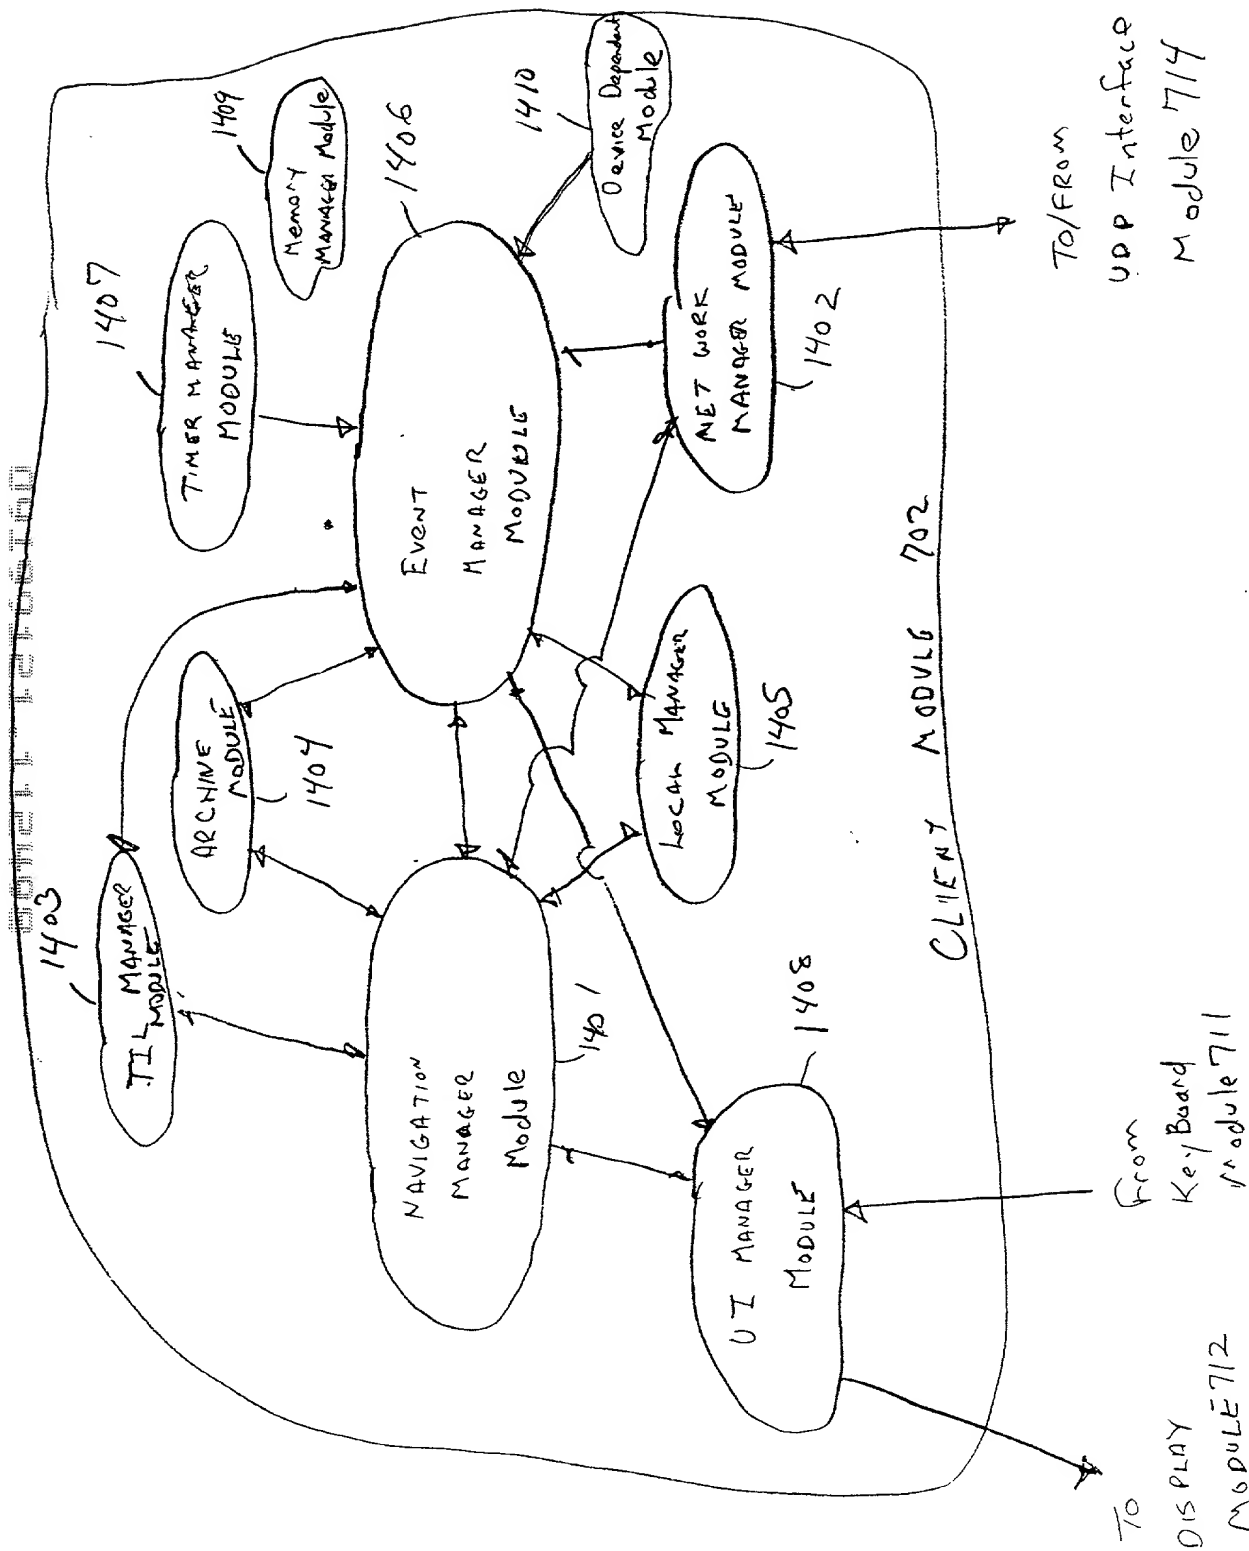 1403
TIL MANAGER
MODULE
1407
TIMER MANAGER
MODULE
1409
Memory
MANAGER Module
ARCHIVE
MODULE
1404
1406
1410
Device Dependent
Module
EVENT
MANAGER
MODULE
NAVIGATION
MANAGER
Module
1401
NETWORK
MANAGER MODULE
1402
LOCAL MANAGER
MODULE
1405
UI MANAGER
MODULE
1408
CLIENT MODULE 702
To
DISPLAY
MODULE 712
From
KeyBoard
Module 711
To/FROM
UDP Interface
Module 714